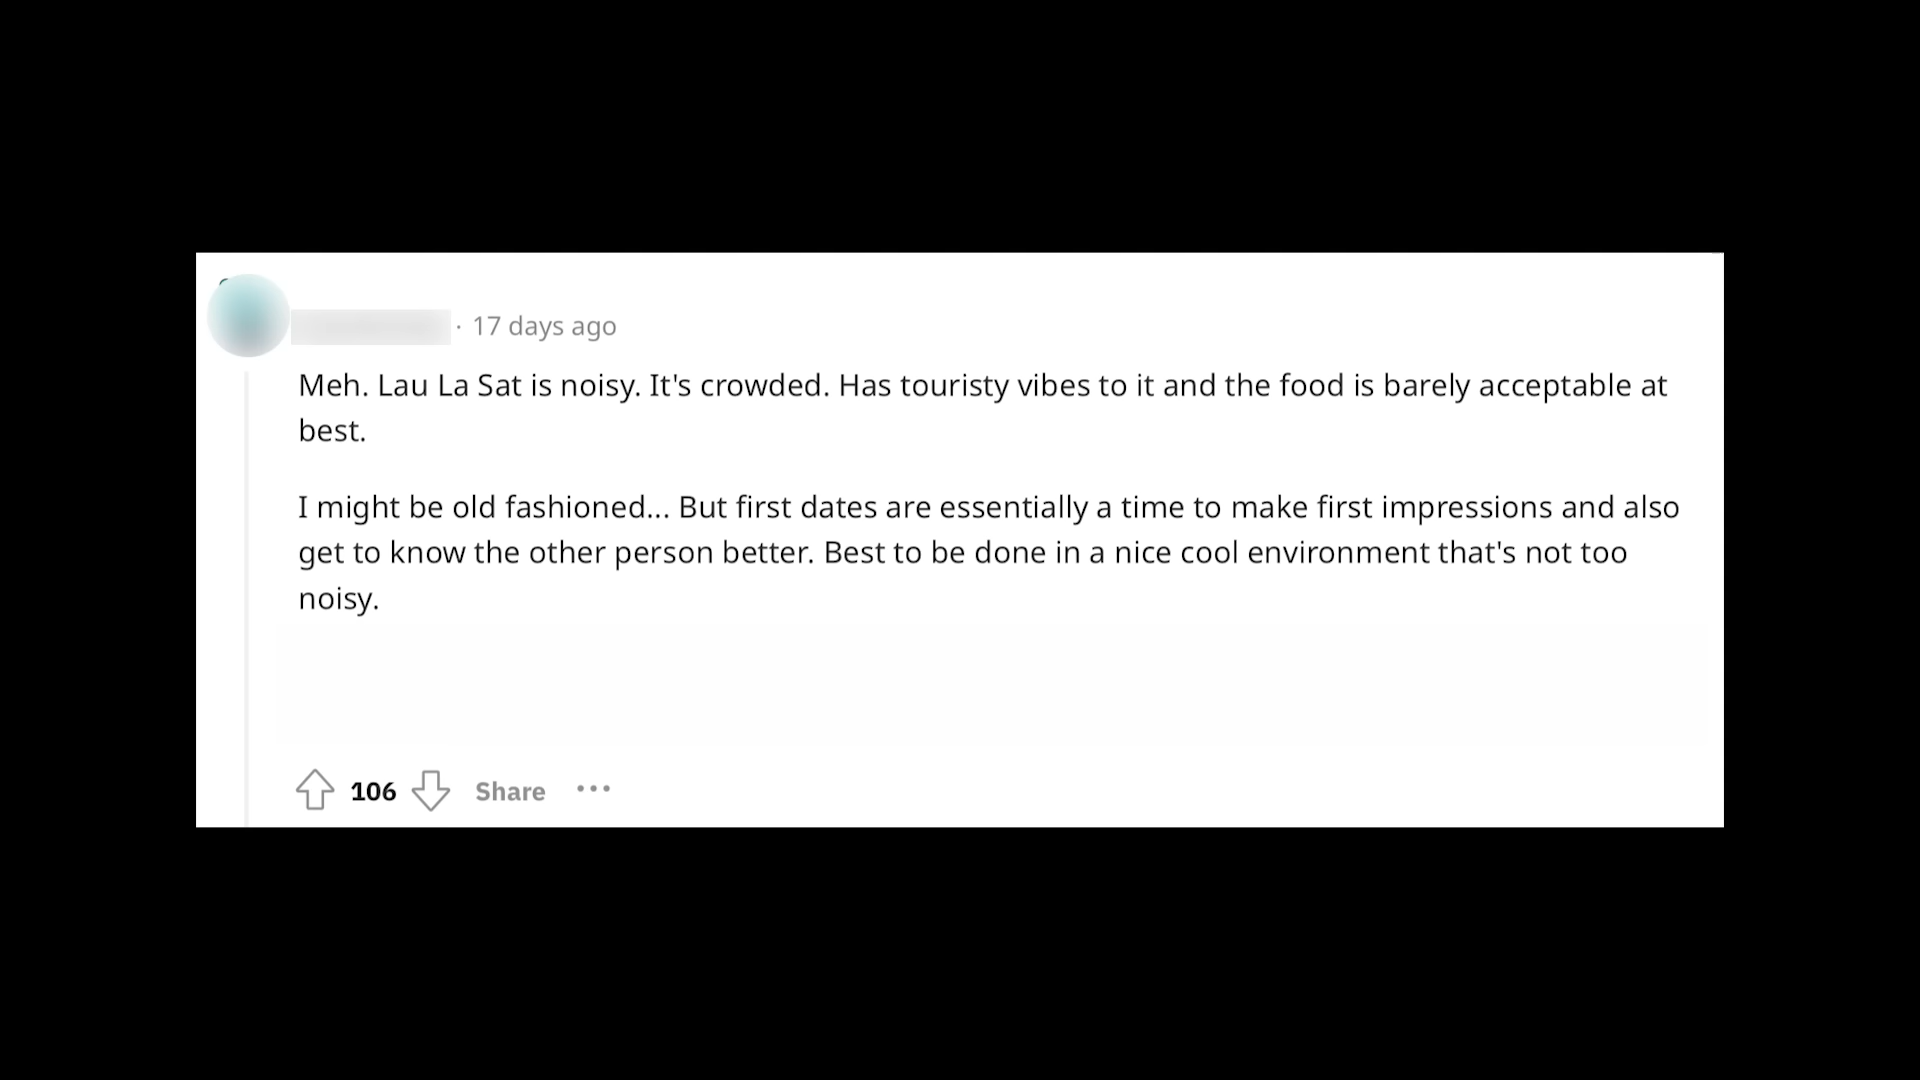 · 17 days ago
Meh. Lau La Sat is noisy. It's crowded. Has touristy vibes to it and the food is barely acceptable at
best.
I might be old fashioned... But first dates are essentially a time to make first impressions and also
get to know the other person better. Best to be done in a nice cool environment that's not too
noisy.
106 Share ...